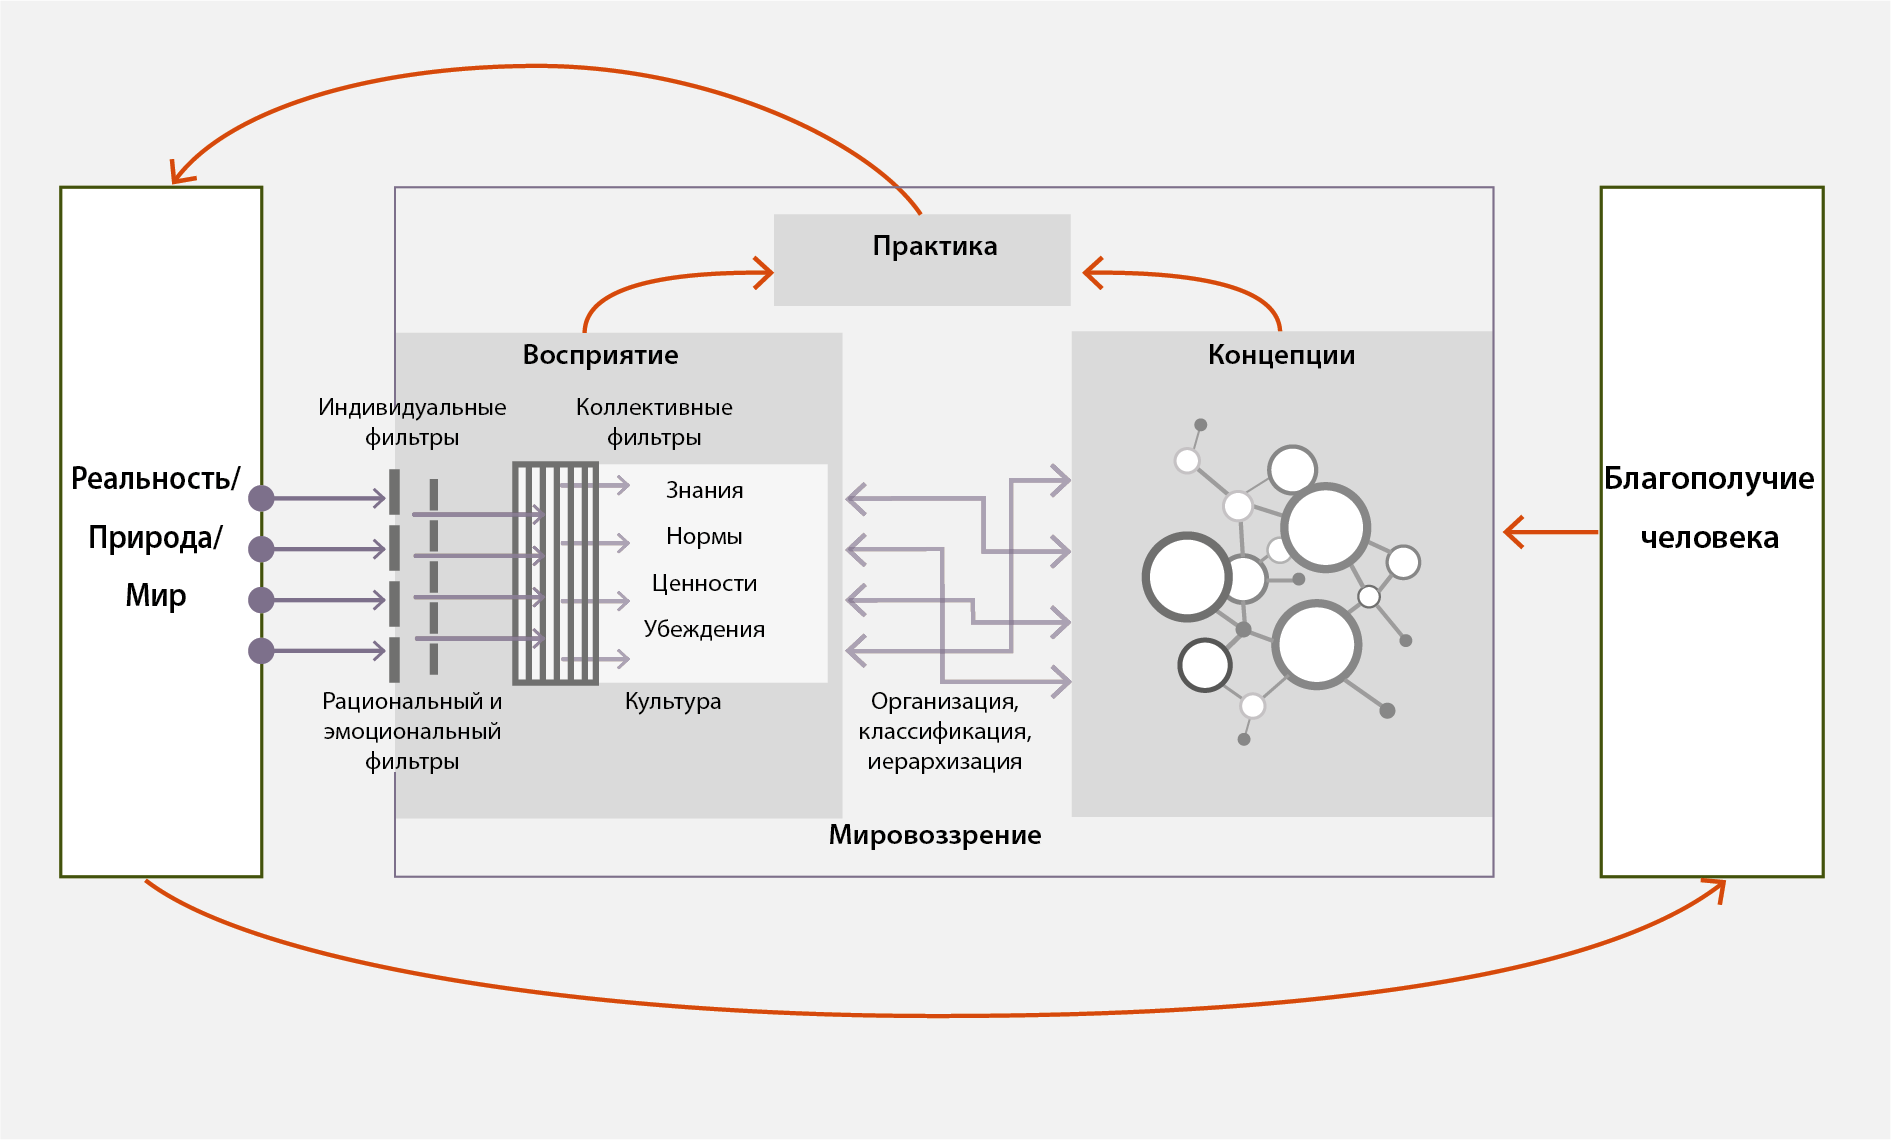 Практика
Восприятие
Концепции
Индивидуальные
фильтры
Коллективные
фильтры
Реальность/
Природа/
Мир
Знания
Нормы
Ценности
Убеждения
Благополучие
человека
Рациональный и
эмоциональный
фильтры
Культура
Организация,
классификация,
иерархизация
Мировоззрение